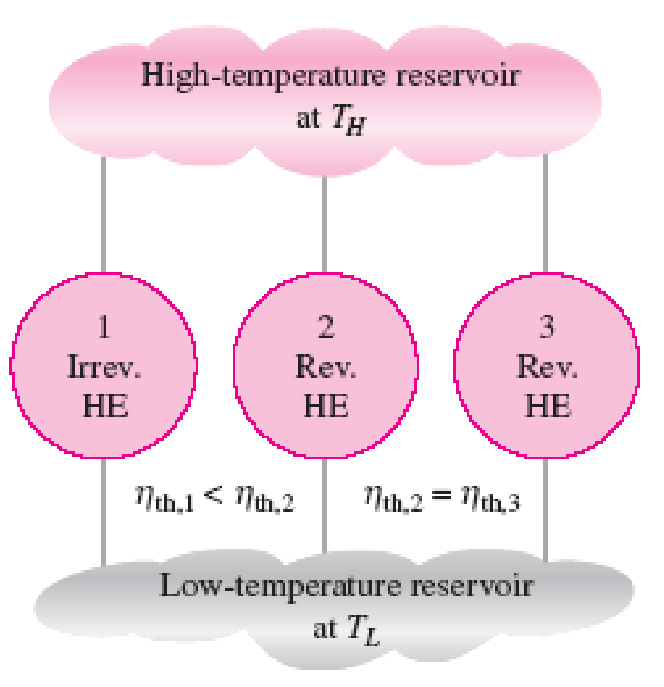 High-temperature reservoir
at T_H
1
Irrev.
HE
2
Rev.
HE
3
Rev.
HE
η_th,1 < η_th,2
η_th,2 = η_th,3
Low-temperature reservoir
at T_L